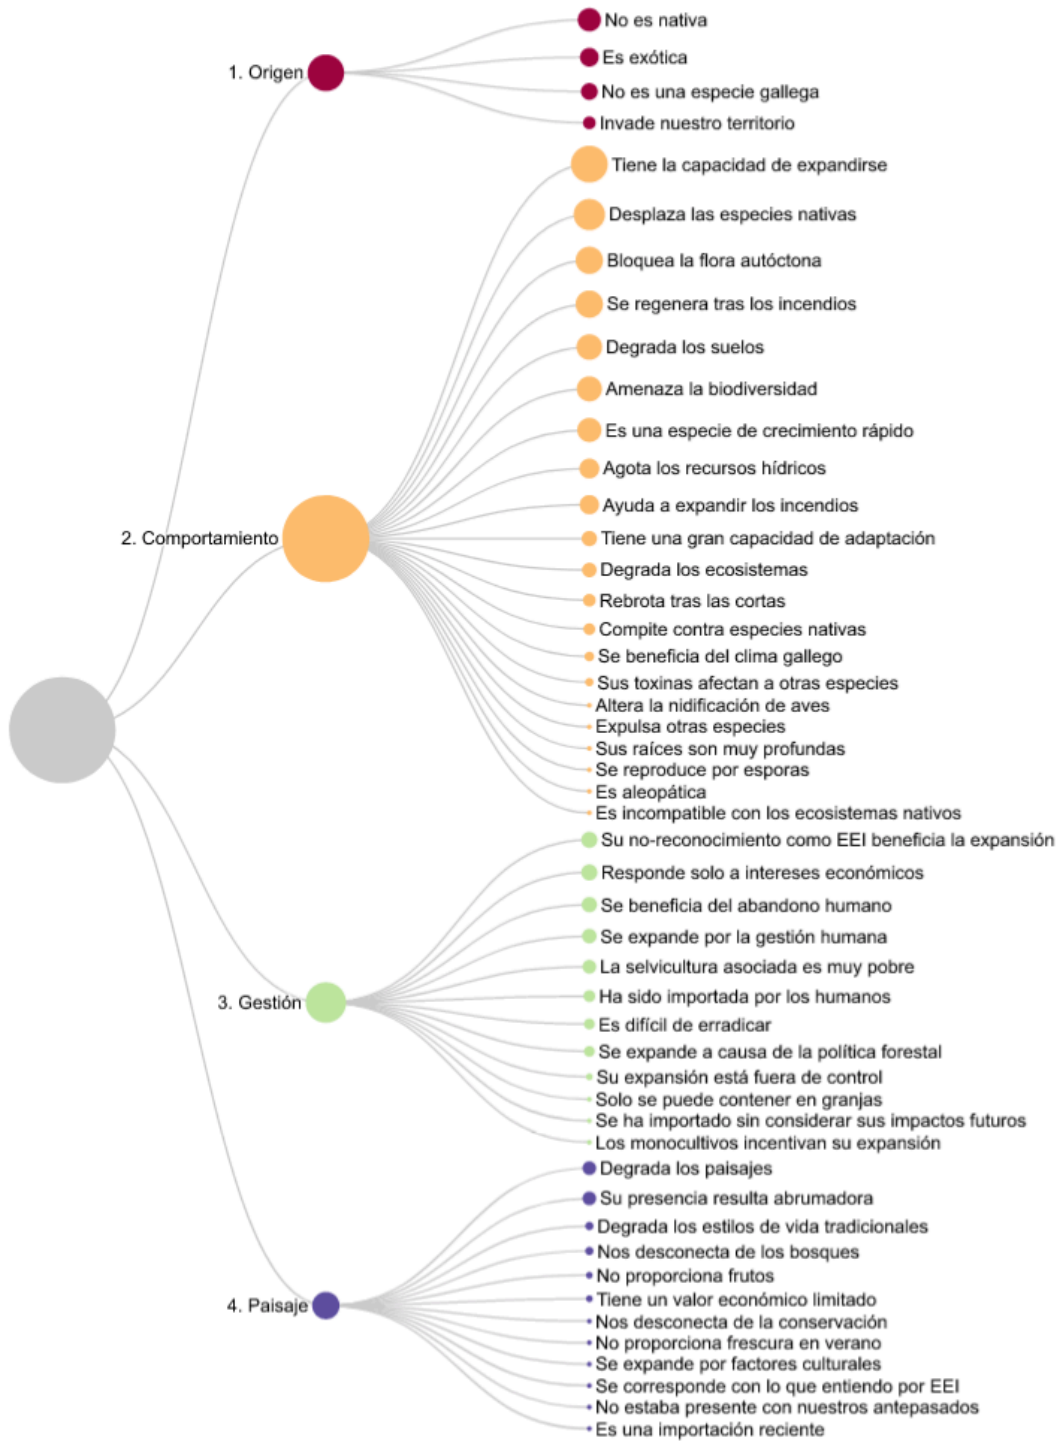 1. Origen
No es nativa
Es exótica
No es una especie gallega
Invade nuestro territorio
2. Comportamiento
Tiene la capacidad de expandirse
Desplaza las especies nativas
Bloquea la flora autóctona
Se regenera tras los incendios
Degrada los suelos
Amenaza la biodiversidad
Es una especie de crecimiento rápido
Agota los recursos hídricos
Ayuda a expandir los incendios
Tiene una gran capacidad de adaptación
Degrada los ecosistemas
Rebrota tras las cortas
Compite contra especies nativas
Se beneficia del clima gallego
Sus toxinas afectan a otras especies
Altera la nidificación de aves
Expulsa otras especies
Sus raíces son muy profundas
Se reproduce por esporas
Es aleopática
Es incompatible con los ecosistemas nativos
3. Gestión
Su no-reconocimiento como EEI beneficia la expansión
Responde solo a intereses económicos
Se beneficia del abandono humano
Se expande por la gestión humana
La selvicultura asociada es muy pobre
Ha sido importada por los humanos
Es difícil de erradicar
Se expande a causa de la política forestal
Su expansión está fuera de control
Solo se puede contener en granjas
Se ha importado sin considerar sus impactos futuros
Los monocultivos incentivan su expansión
4. Paisaje
Degrada los paisajes
Su presencia resulta abrumadora
Degrada los estilos de vida tradicionales
Nos desconecta de los bosques
No proporciona frutos
Tiene un valor económico limitado
Nos desconecta de la conservación
No proporciona frescura en verano
Se expande por factores culturales
Se corresponde con lo que entiendo por EEI
No estaba presente con nuestros antepasados
Es una importación reciente